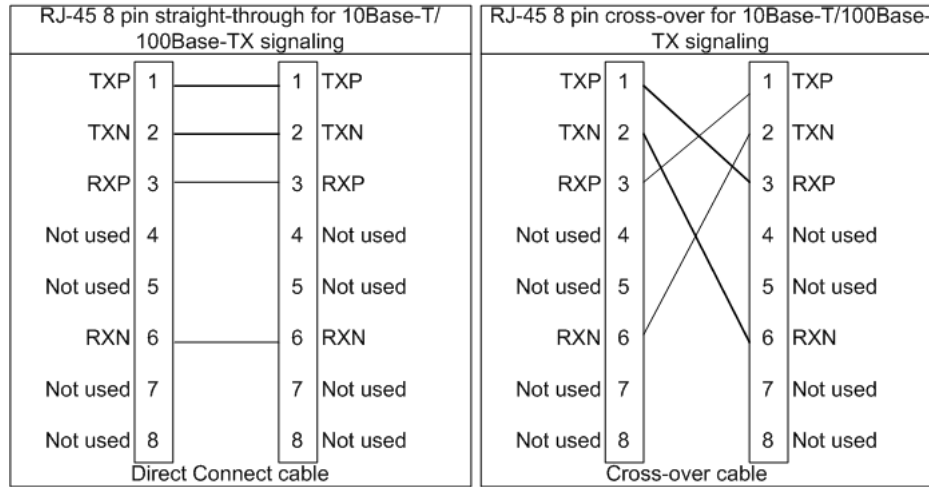 RJ-45 8 pin straight-through for 10Base-T/
100Base-TX signaling
TXP 1 1 TXP
TXN 2 2 TXN
RXP 3 3 RXP
Not used 4 4 Not used
Not used 5 5 Not used
RXN 6 6 RXN
Not used 7 7 Not used
Not used 8 8 Not used
Direct Connect cable
RJ-45 8 pin cross-over for 10Base-T/100Base-
TX signaling
TXP 1 1 TXP
TXN 2 2 TXN
RXP 3 3 RXP
Not used 4 4 Not used
Not used 5 5 Not used
RXN 6 6 RXN
Not used 7 7 Not used
Not used 8 8 Not used
Cross-over cable